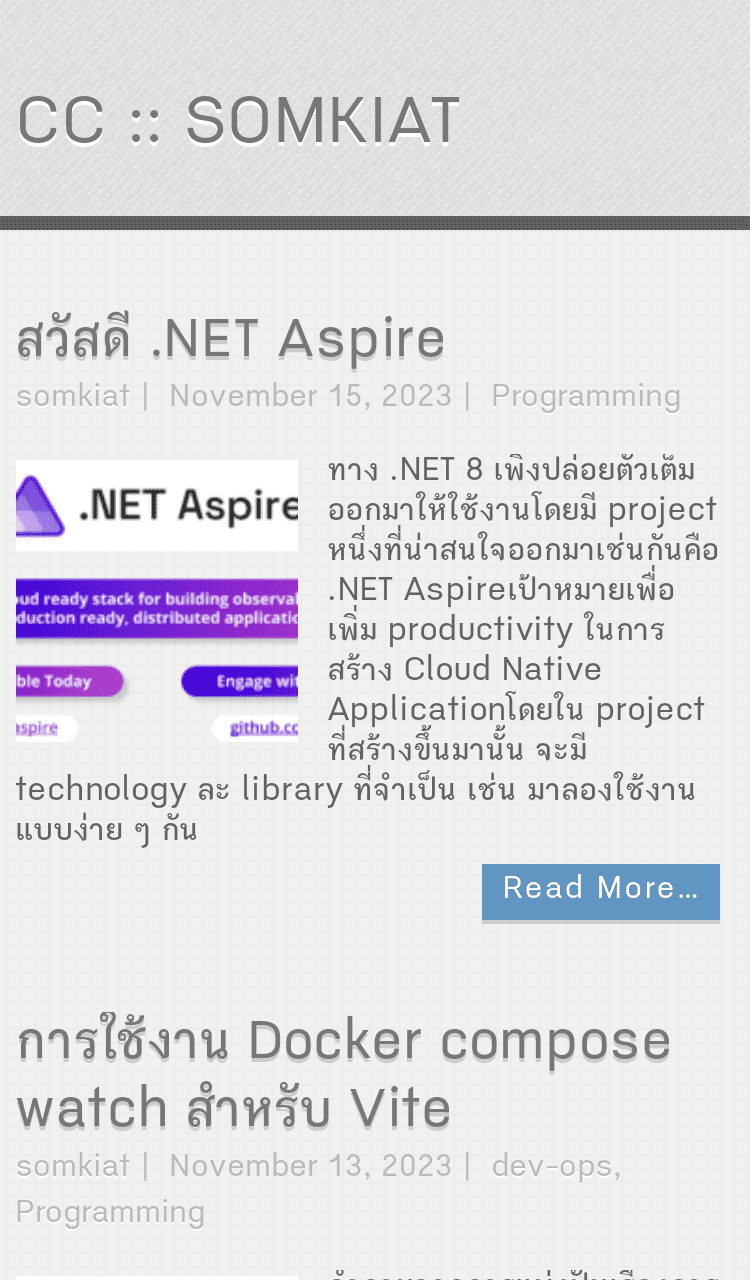 CC :: SOMKIAT
สวัสดี .NET Aspire
somkiat | November 15, 2023 | Programming
.NET Aspire
ud ready stack for building observa
duction ready, distributed applicatio
ble Today
Engage wit
aspire
github.co
ทาง .NET 8 เพิ่งปล่อยตัวเต็ม
ออกมาให้ใช้งานโดยมี project
หนึ่งที่น่าสนใจออกมาเช่นกันคือ
.NET Aspireเป้าหมายเพื่อ
เพิ่ม productivity ในการ
สร้าง Cloud Native
Applicationโดยใน project
ที่สร้างขึ้นมานั้น จะมี
technology ละ library ที่จำเป็น เช่น มาลองใช้งาน
แบบง่าย ๆ กัน
Read More…
การใช้งาน Docker compose
watch สำหรับ Vite
somkiat | November 13, 2023 | dev-ops,
Programming